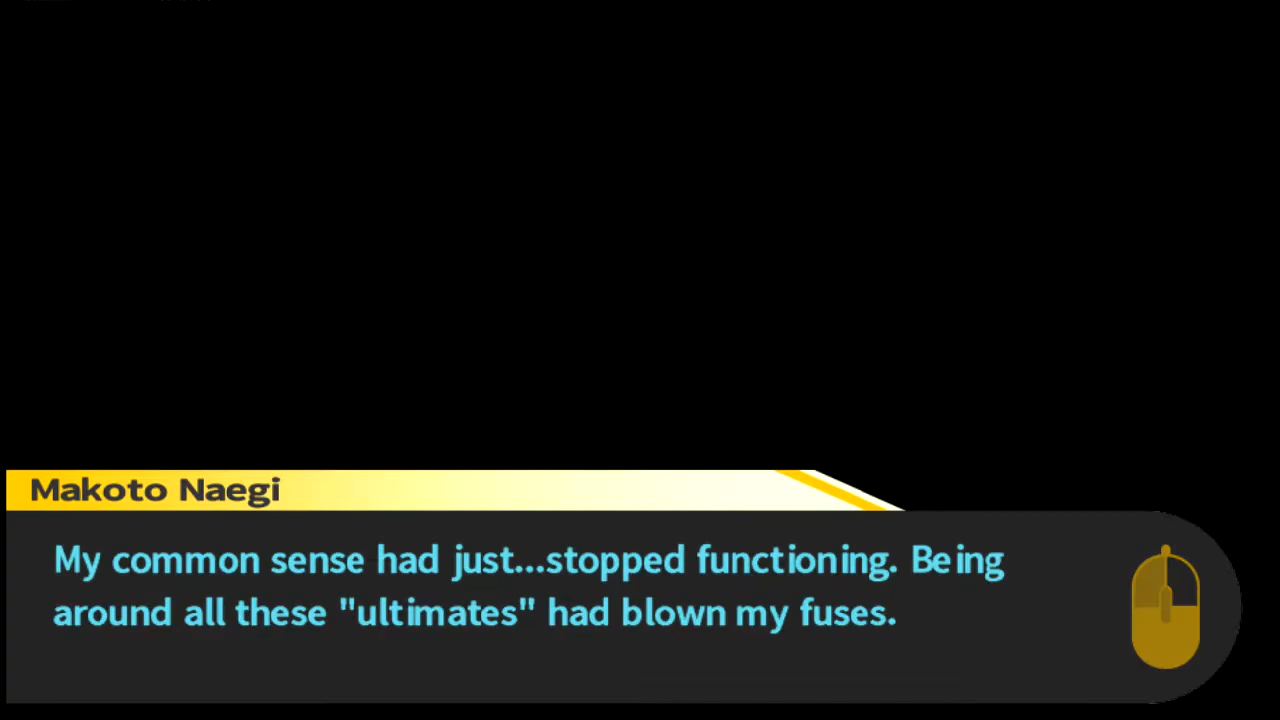 Makoto Naegi
My common sense had just...stopped functioning. Being
around all these "ultimates" had blown my fuses.